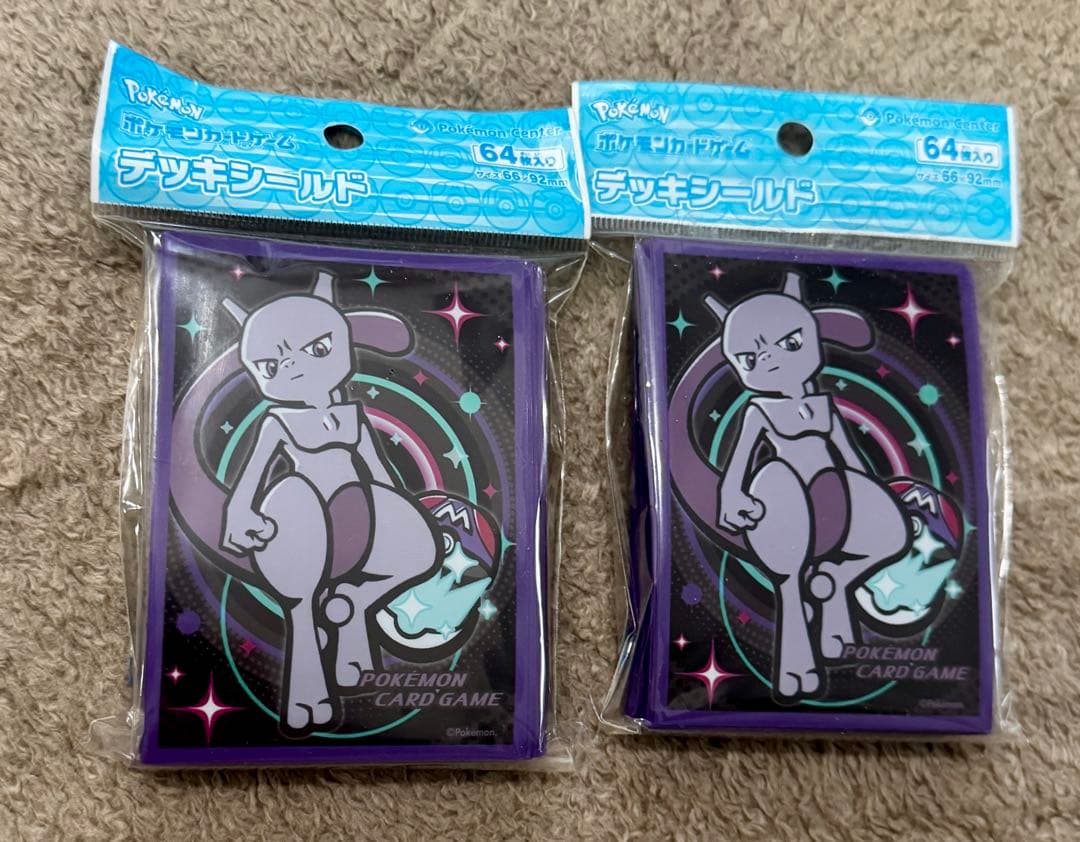 Pokémon
Pokémon Center
ポケモンカードゲーム
64枚入り
デッキシールド
サイズ 66×92mm
M
POKÉMON
CARD GAME
©Pokémon.
Pokémon
Pokémon Center
ポケモンカードゲーム
64枚入り
デッキシールド
サイズ 66×92mm
M
POKÉMON
CARD GAME
©Pokémon.